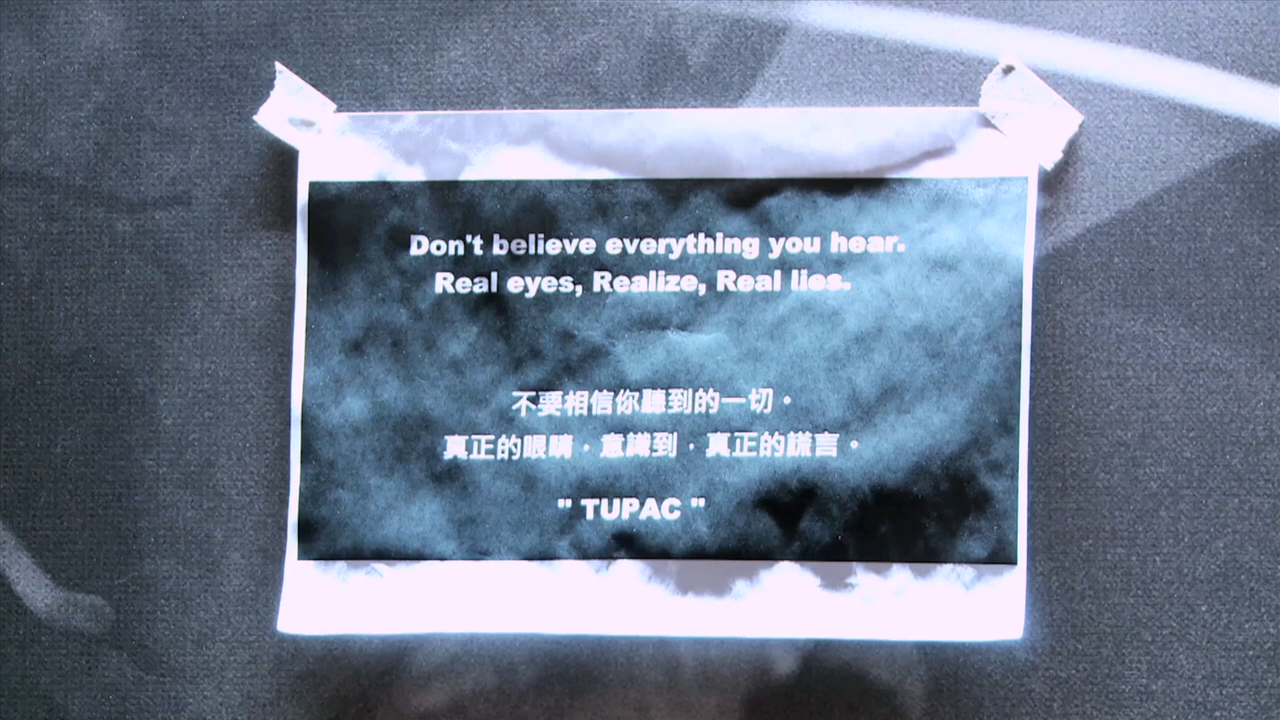 Don't believe everything you hear.
Real eyes, Realize, Real lies.
不要相信你聽到的一切。
真正的眼睛，意識到，真正的謊言。
" TUPAC "